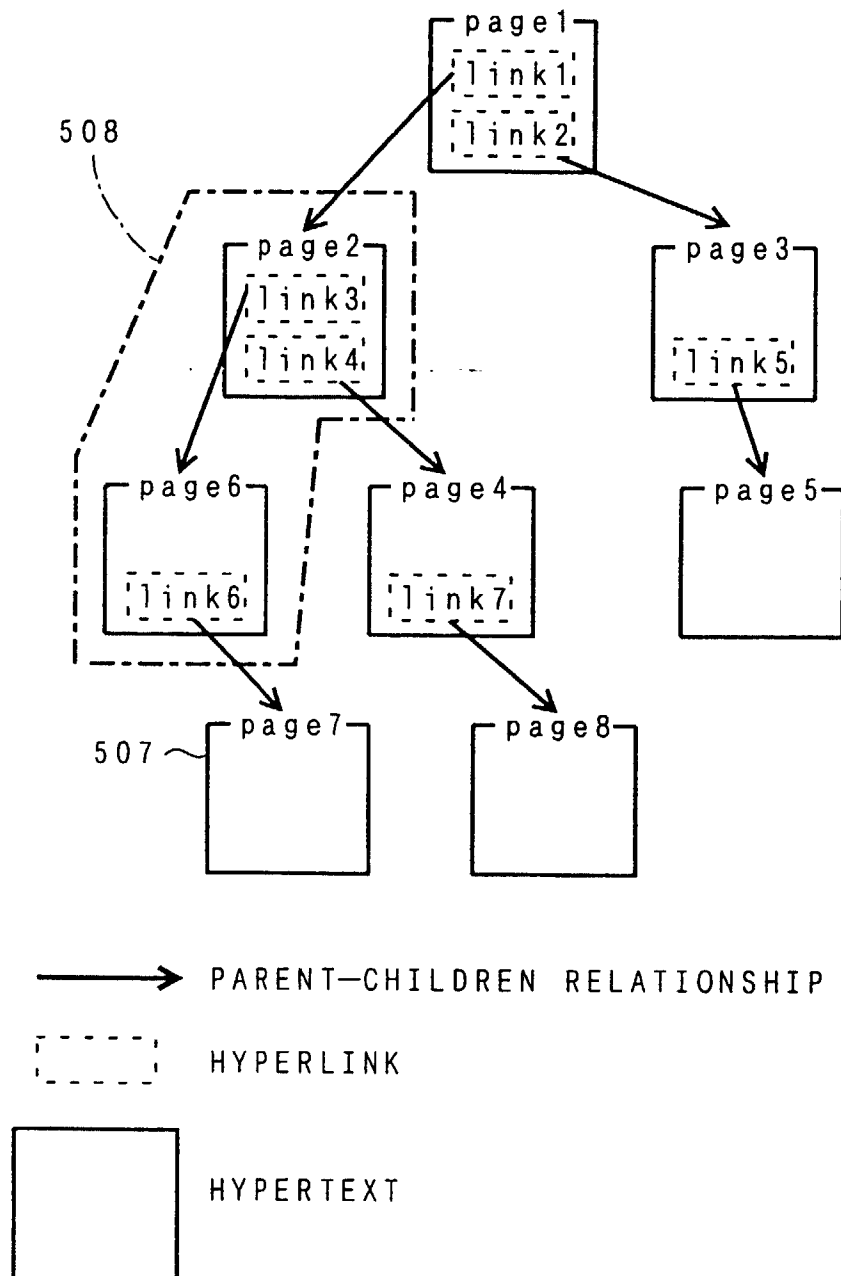 page1
link1
link2
508
page2
page3
link3
link4
link5
page6
page4
page5
link6
link7
page7
page8
507
PARENT—CHILDREN RELATIONSHIP
HYPERLINK
HYPERTEXT